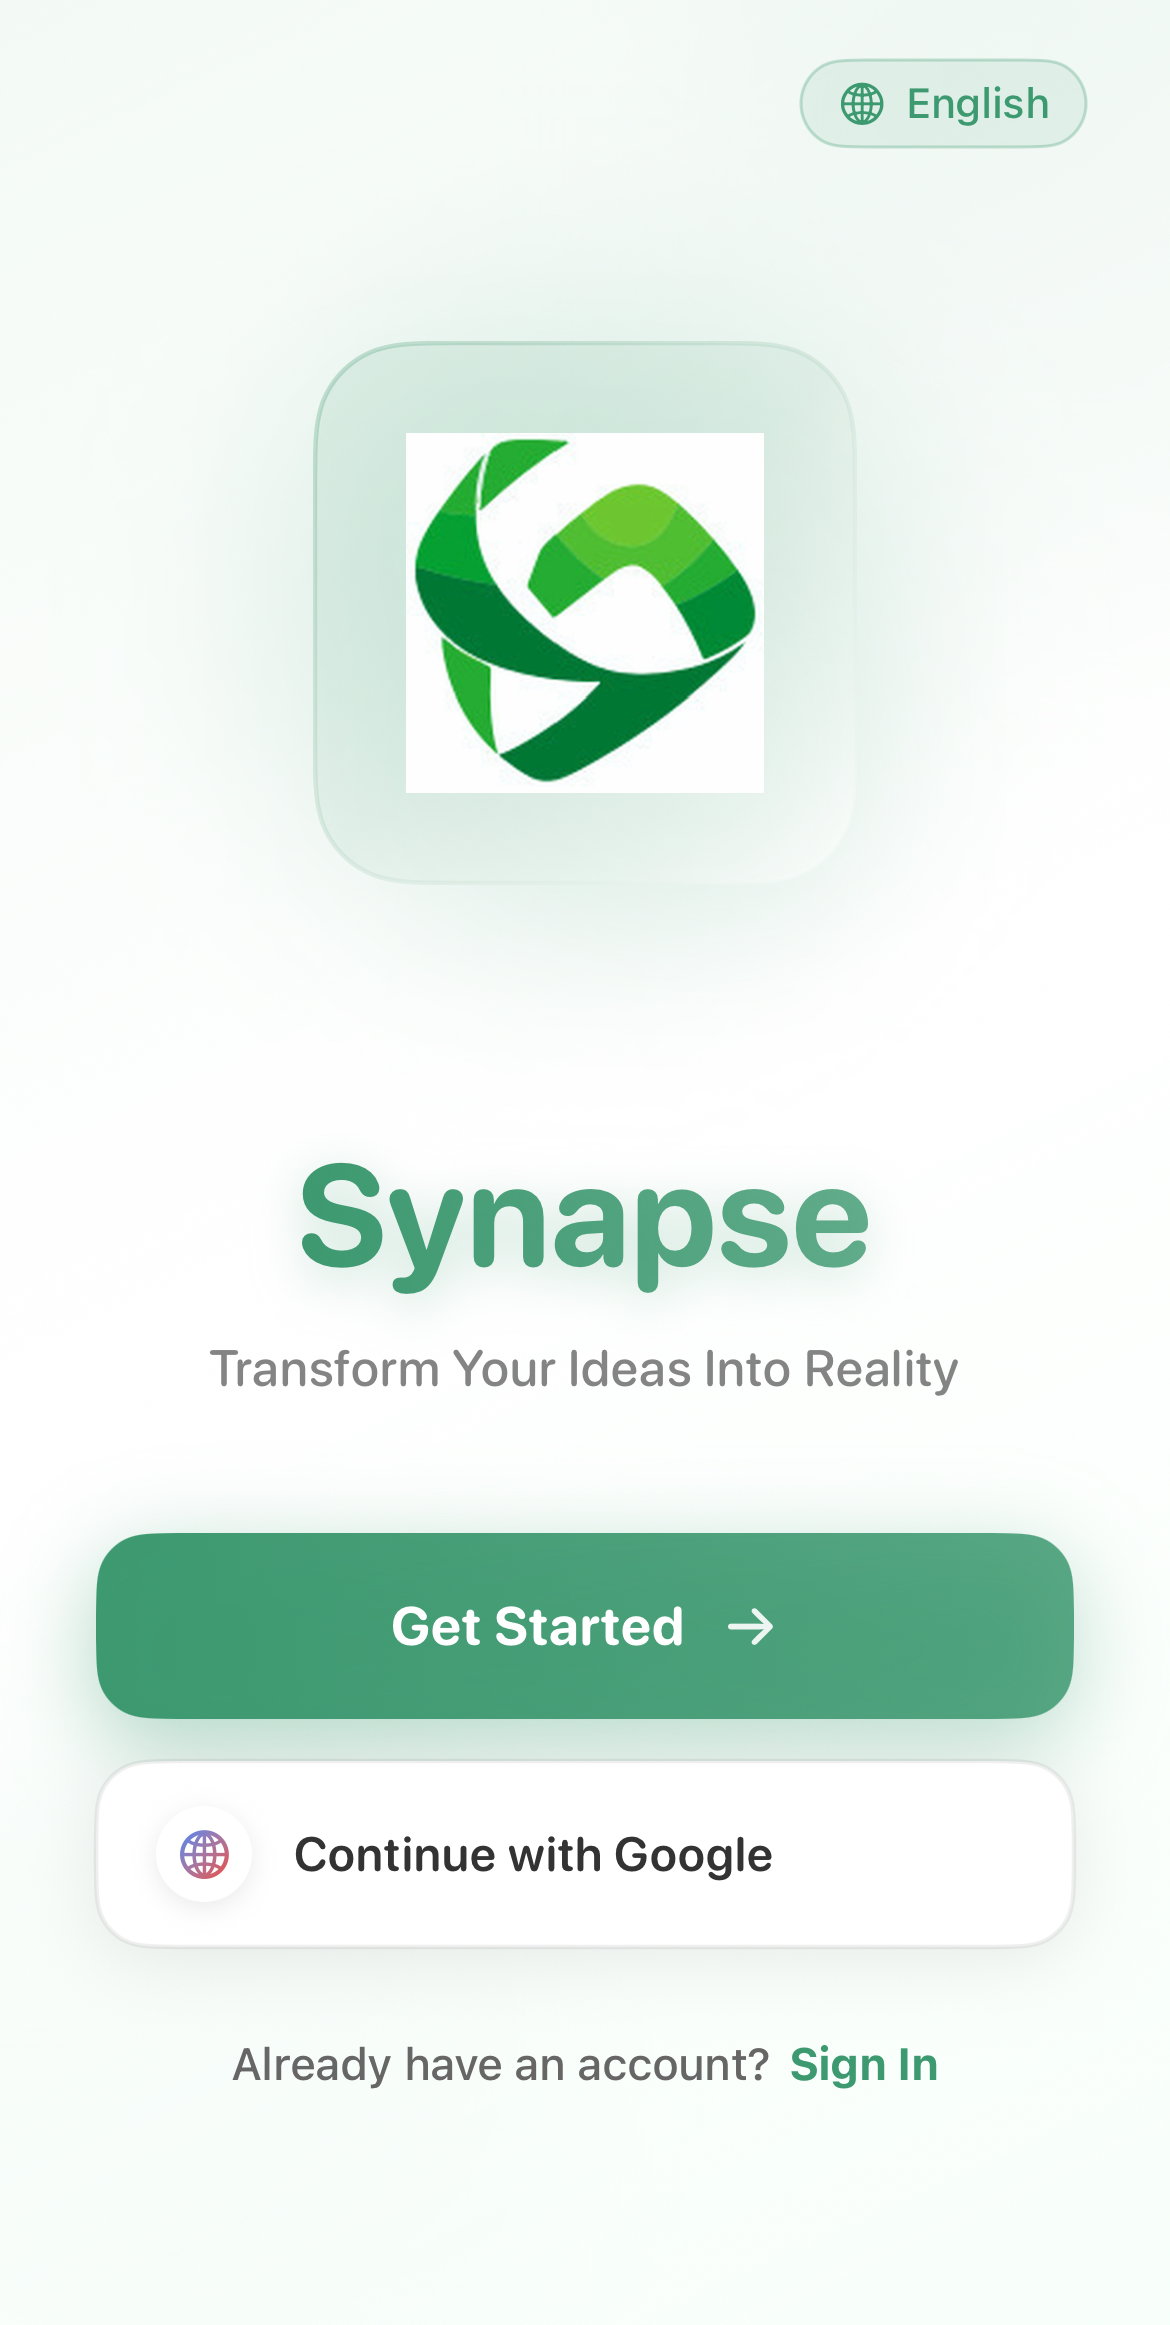 English
Synapse
Transform Your Ideas Into Reality
Get Started →
Continue with Google
Already have an account? Sign In